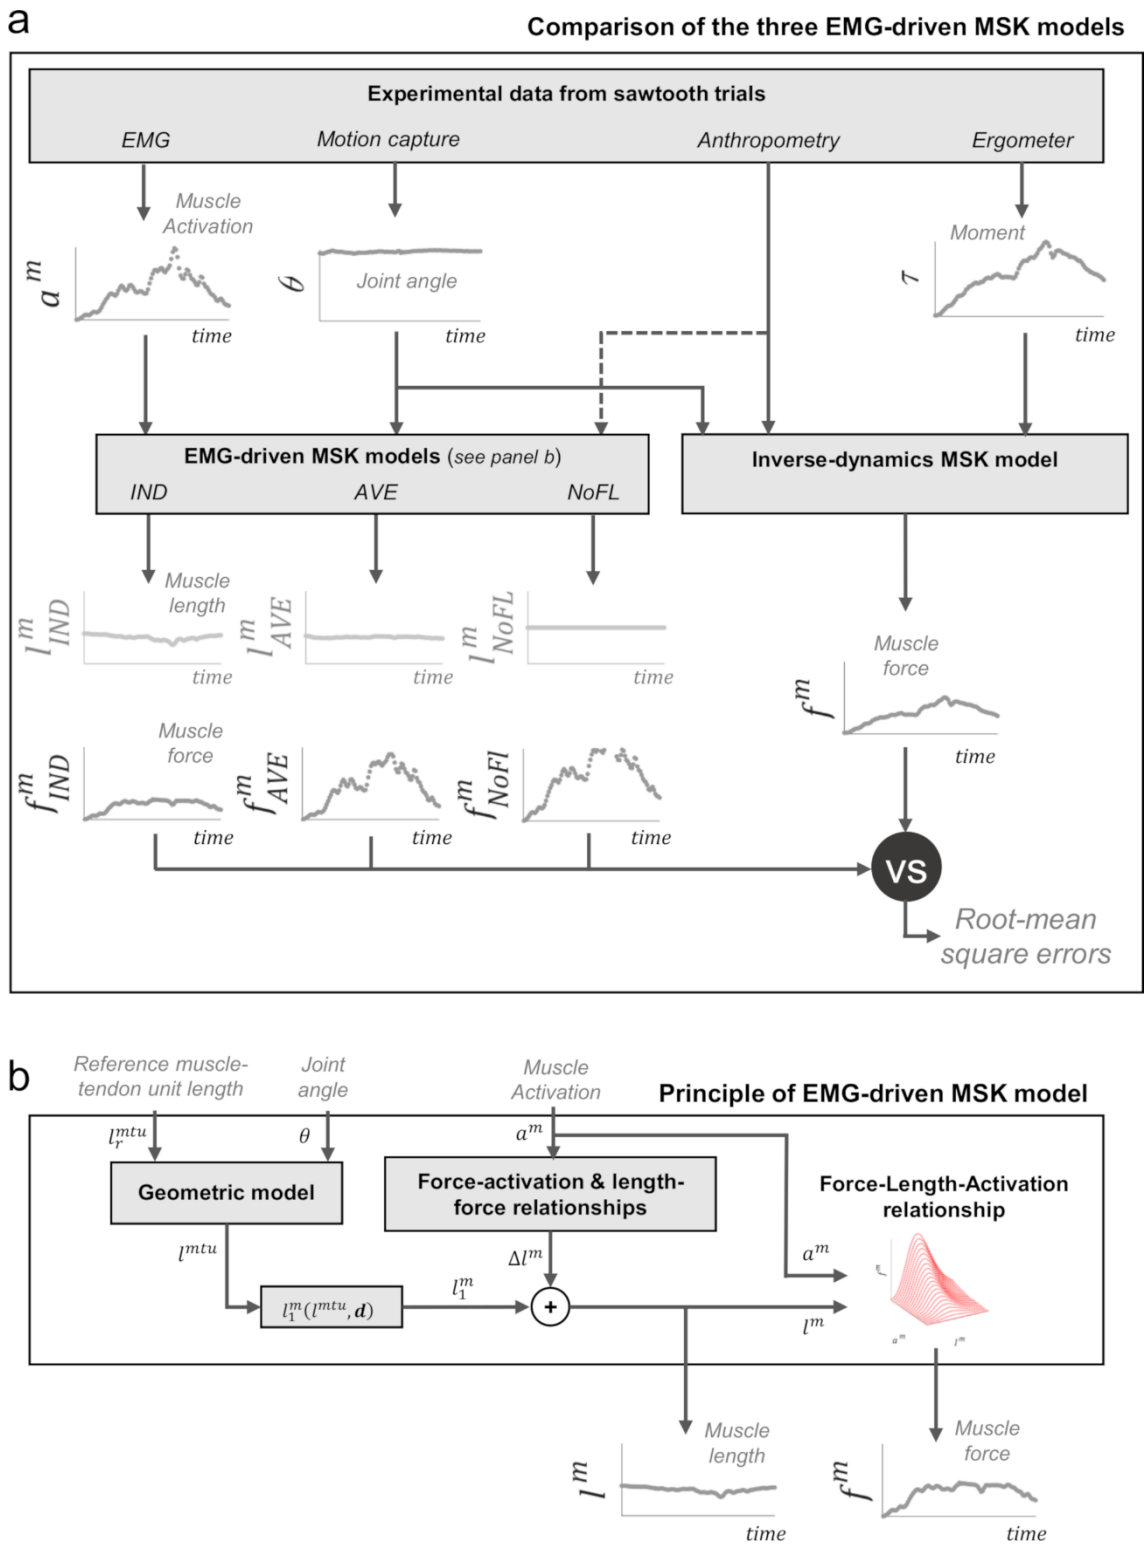 a
Comparison of the three EMG-driven MSK models
Experimental data from sawtooth trials
EMG
Motion capture
Anthropometry
Ergometer
Muscle
Activation
a^m
time
θ
Joint angle
time
Moment
τ
time
EMG-driven MSK models (see panel b)
IND
AVE
NoFL
Inverse-dynamics MSK model
Muscle
length
l^m_IND
time
l^m_AVE
time
l^m_NoFL
time
Muscle
force
f^m
time
Muscle
force
f^m_IND
time
f^m_AVE
time
f^m_NoFl
time
VS
Root-mean
square errors
b
Reference muscle-
tendon unit length
Joint
angle
Muscle
Activation
Principle of EMG-driven MSK model
l_r^mtu
θ
a^m
Geometric model
Force-activation & length-
force relationships
Force-Length-Activation
relationship
l^mtu
Δl^m
a^m
l_1^m
l_1^m(l^mtu, d)
+
l^m
f^m
a^m
l^m
Muscle
length
l^m
time
Muscle
force
f^m
time